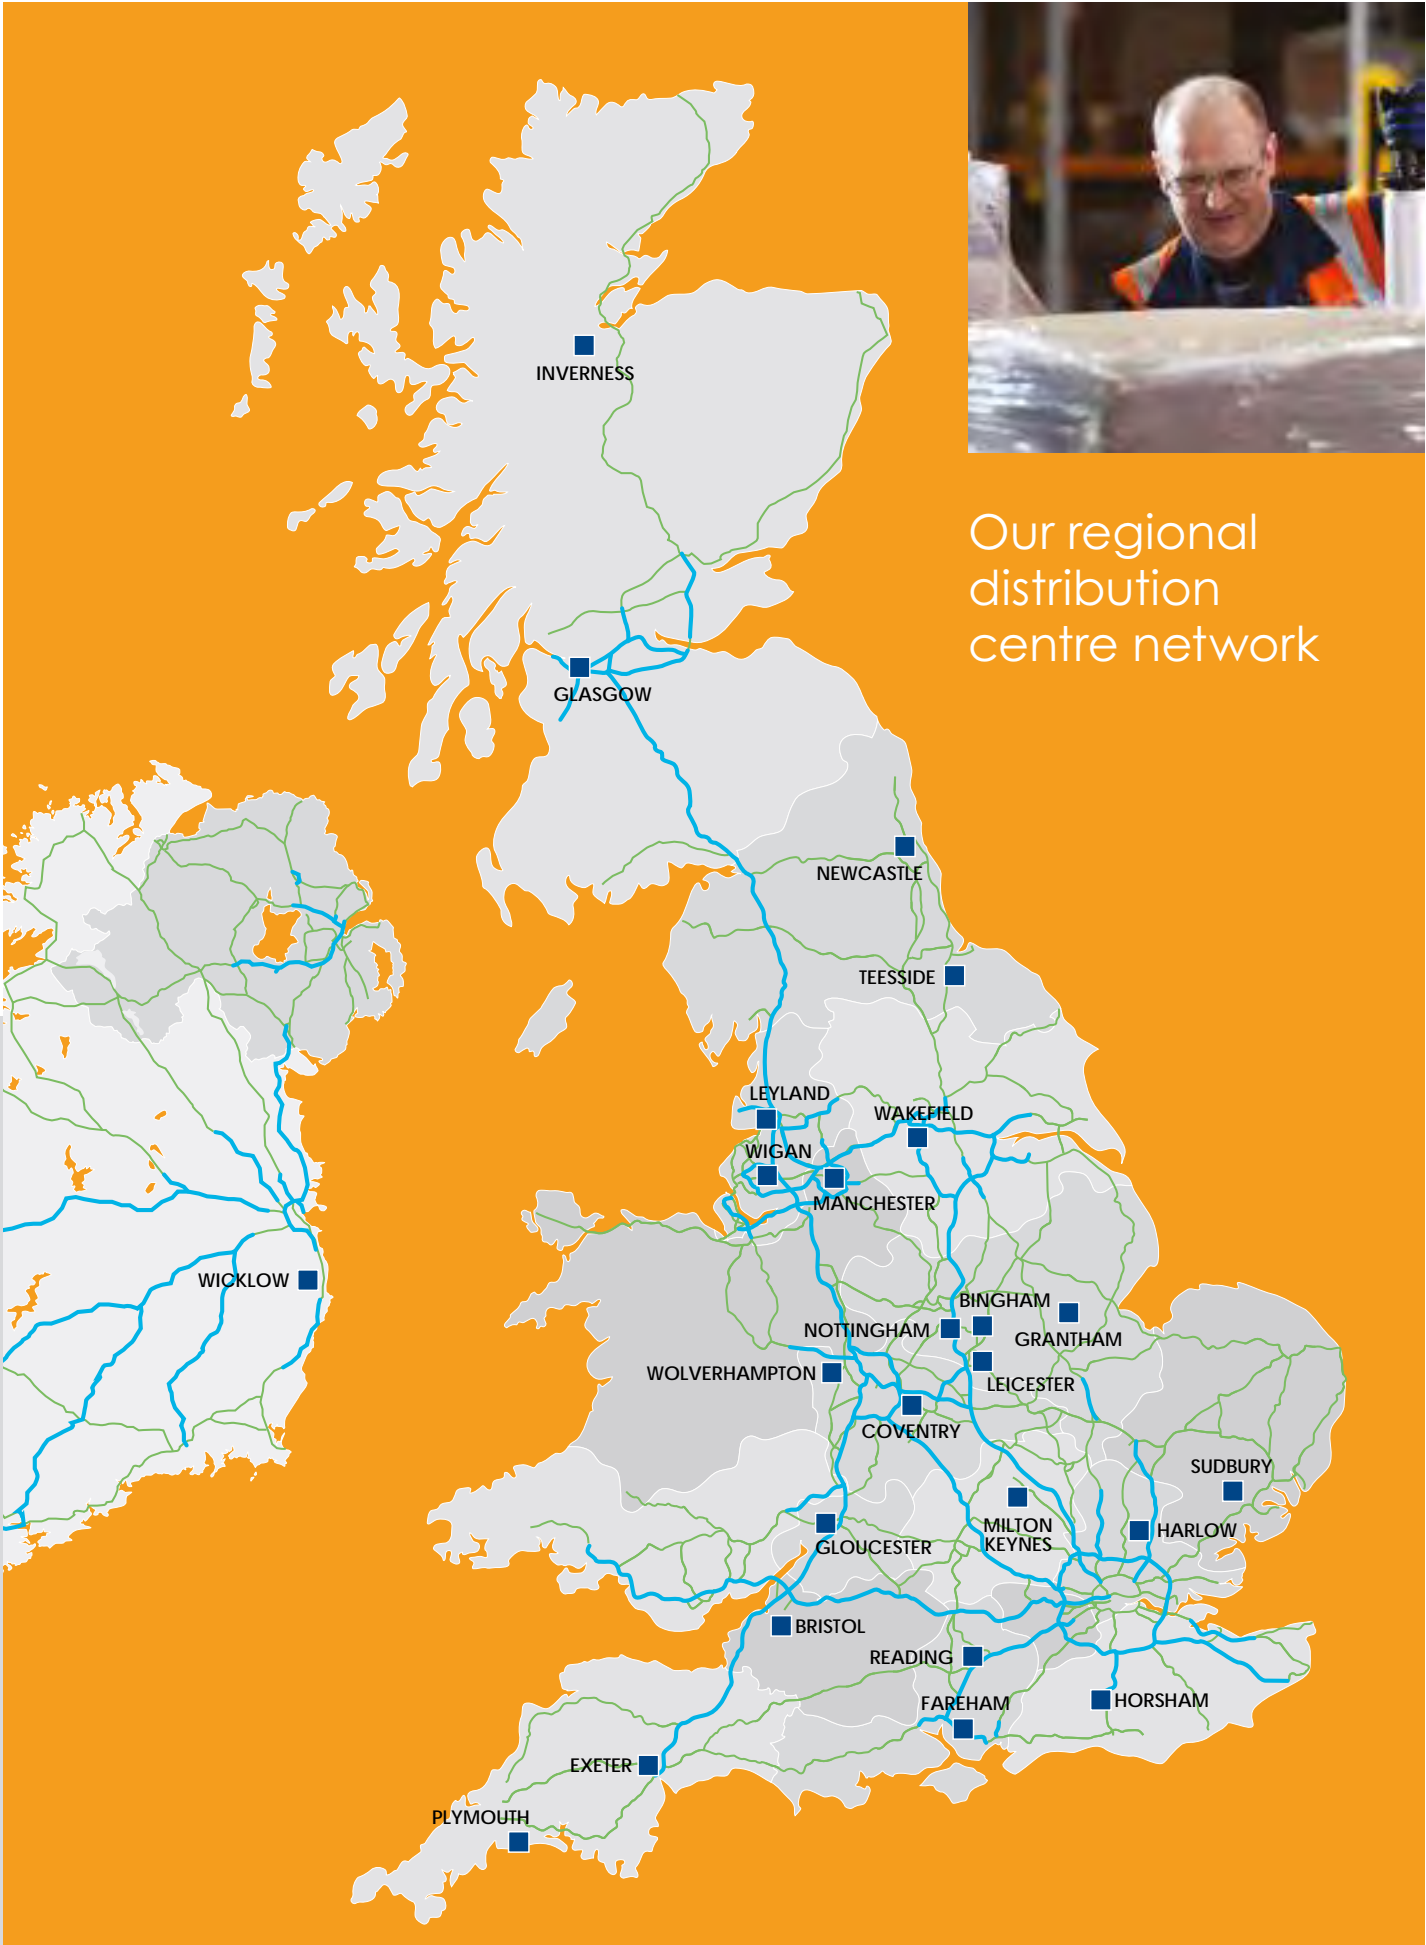 Our regional
distribution
centre network
INVERNESS
GLASGOW
NEWCASTLE
TEESSIDE
LEYLAND
WAKEFIELD
WIGAN
MANCHESTER
WICKLOW
BINGHAM
NOTTINGHAM
GRANTHAM
WOLVERHAMPTON
LEICESTER
COVENTRY
SUDBURY
MILTON
KEYNES
HARLOW
GLOUCESTER
BRISTOL
READING
FAREHAM
HORSHAM
EXETER
PLYMOUTH